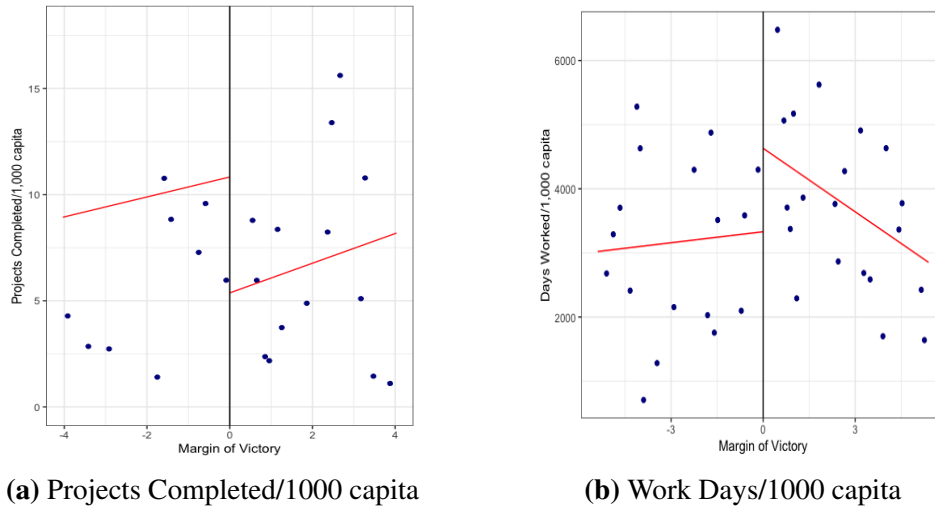 Projects Completed/1,000 capita
15
10
5
0
-4
-2
0
2
4
Margin of Victory
(a) Projects Completed/1000 capita
Days Worked/1,000 capita
6000
4000
2000
-3
0
3
Margin of Victory
(b) Work Days/1000 capita